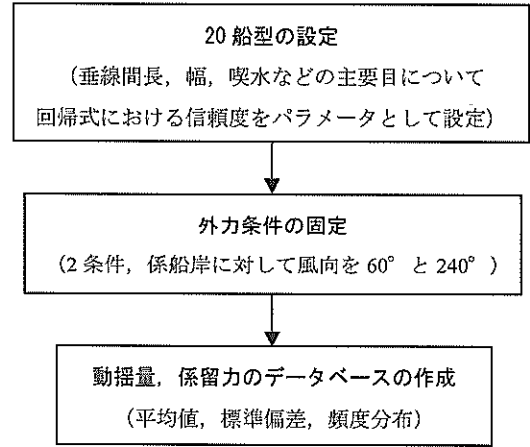 20 船型の設定
（垂線間長，幅，喫水などの主要目について
回帰式における信頼度をパラメータとして設定）
外力条件の固定
（2 条件，係船岸に対して風向を 60° と 240° ）
動揺量，係留力のデータベースの作成
（平均値，標準偏差，頻度分布）